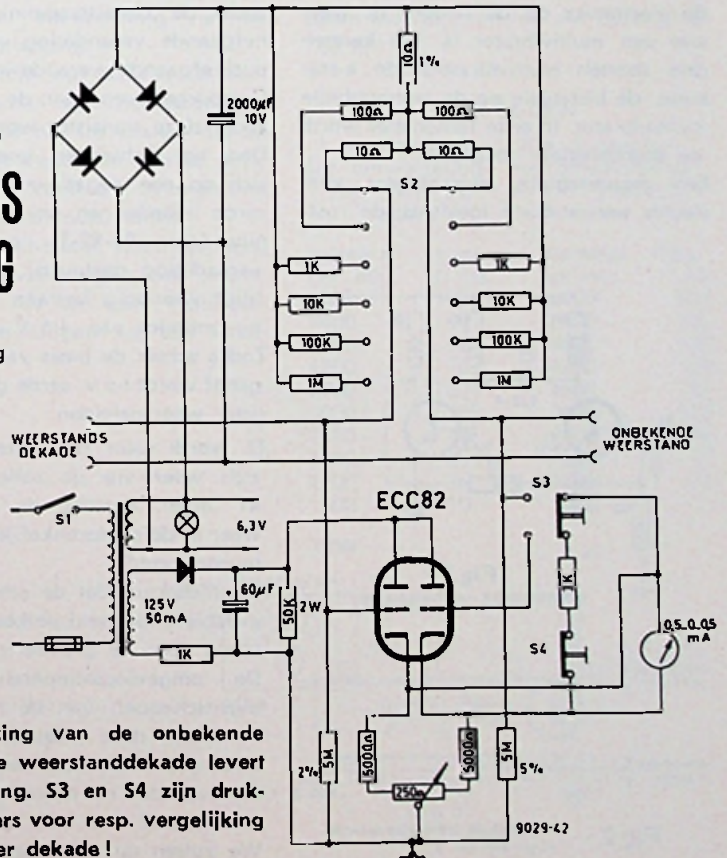 S
G
g
2000µF
10V
10Ω
1%
100Ω
100Ω
10Ω
10Ω
S2
1K
1K
10K
10K
100K
100K
1M
1M
WEERSTANDS
DEKADE
ONBEKENDE
WEERSTAND
S1
6,3V
ECC82
S3
125V
50mA
60µF
50K
2W
1K
1K
S4
0,5-0-0,5
mA
5M
2%
5000Ω
250Ω
5000Ω
5M
5%
9029-42
king van de onbekende
e weerstanddekade levert
ng. S3 en S4 zijn druk-
ars voor resp. vergelijking
er dekade!